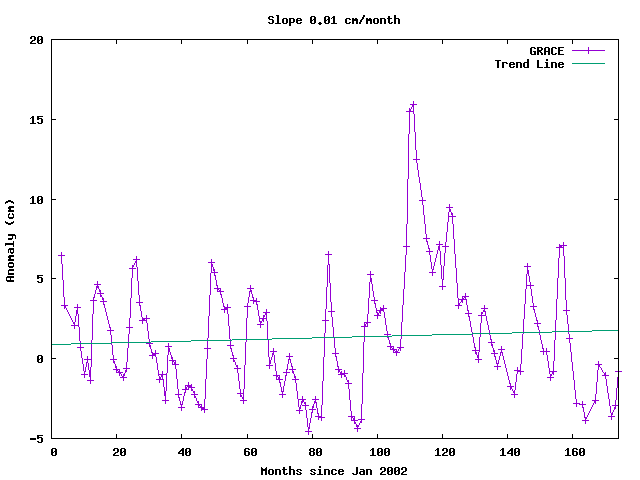 Slope 0.01 cm/month
GRACE
Trend Line
20
15
10
5
0
-5
Anomaly (cm)
0 20 40 60 80 100 120 140 160
Months since Jan 2002